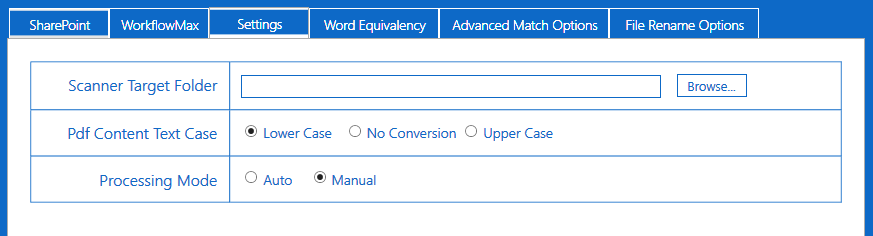 SharePoint WorkflowMax Settings Word Equivalency Advanced Match Options File Rename Options
Scanner Target Folder Browse...
Pdf Content Text Case Lower Case No Conversion Upper Case
Processing Mode Auto Manual